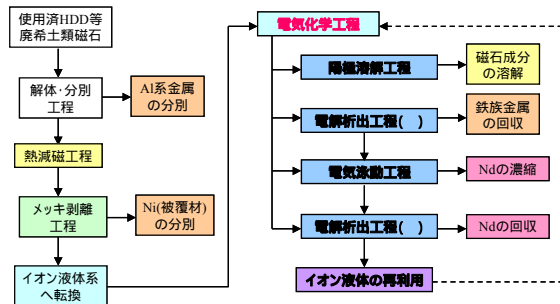 使用済HDD等
廃希土類磁石
解体･分別
工程
Al系金属
の分別
熱減磁工程
メッキ剥離
工程
Ni(被覆材)
の分別
イオン液体系
へ転換
電気化学工程
陽極溶解工程
磁石成分
の溶解
電解析出工程(　)
鉄族金属
の回収
電気泳動工程
Ndの濃縮
電解析出工程(　)
Ndの回収
イオン液体の再利用